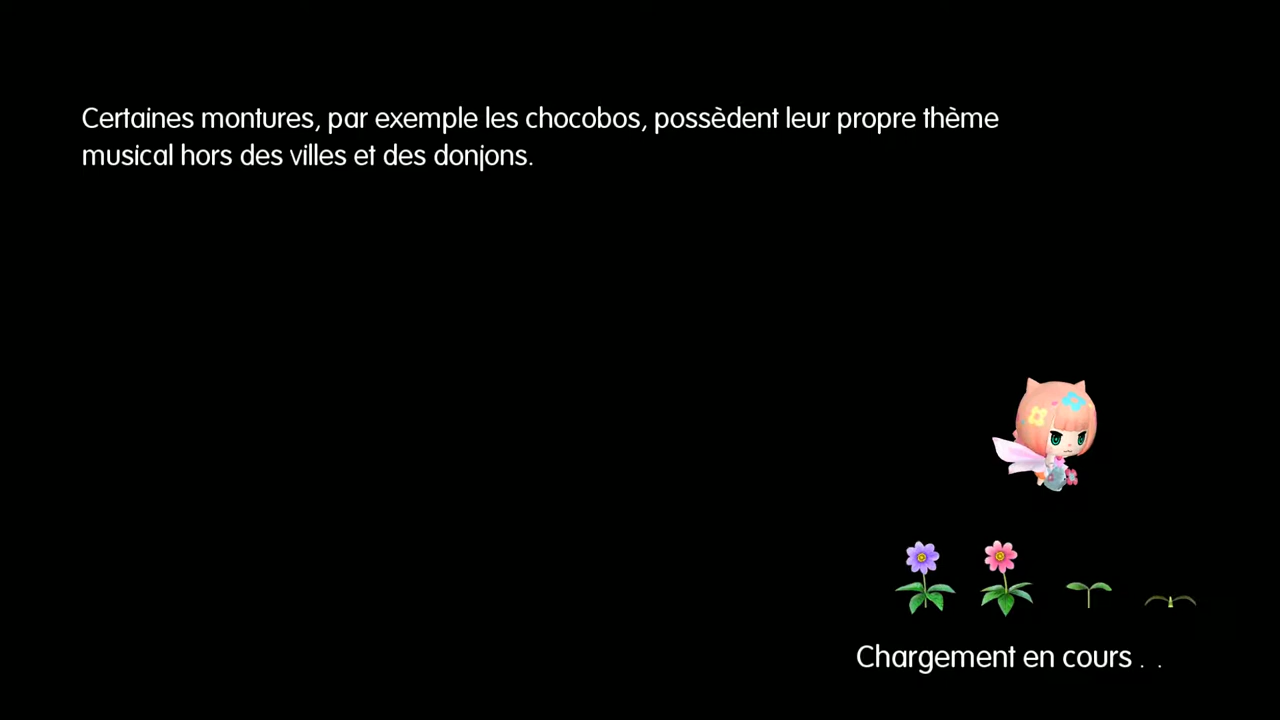 Certaines montures, par exemple les chocobos, possèdent leur propre thème
musical hors des villes et des donjons.
Chargement en cours . .